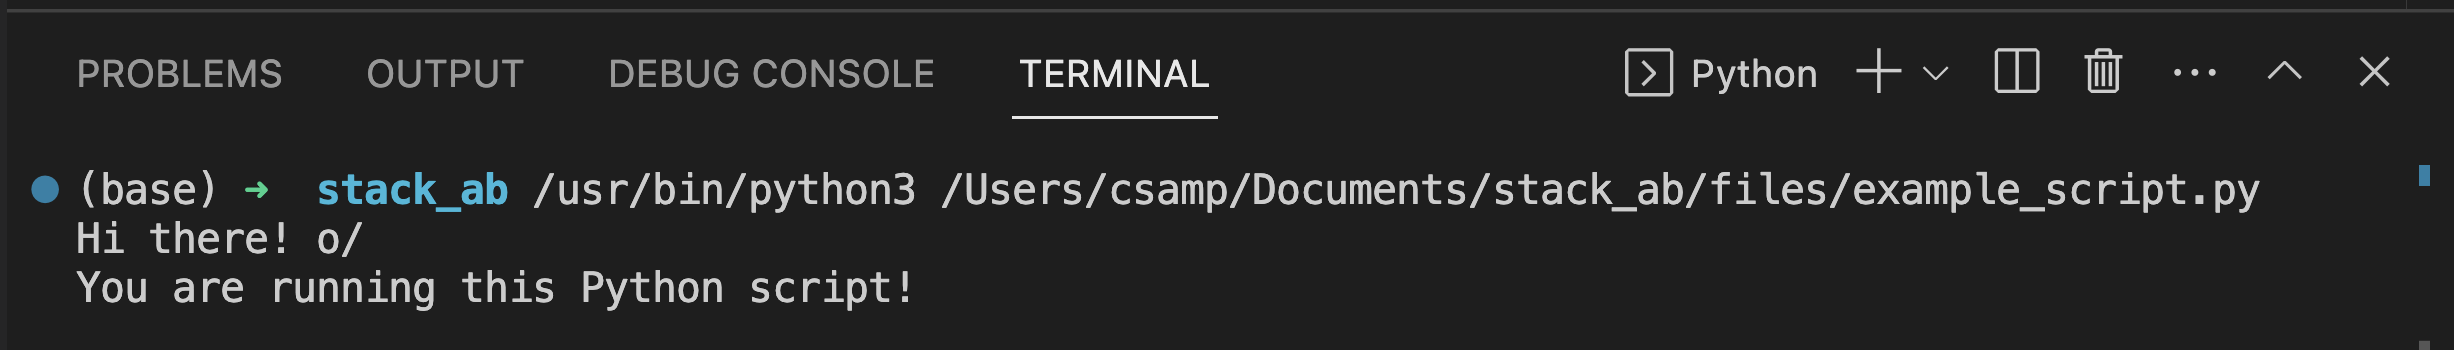 PROBLEMS OUTPUT DEBUG CONSOLE TERMINAL Python
(base) ➜ stack_ab /usr/bin/python3 /Users/csamp/Documents/stack_ab/files/example_script.py
Hi there! o/
You are running this Python script!